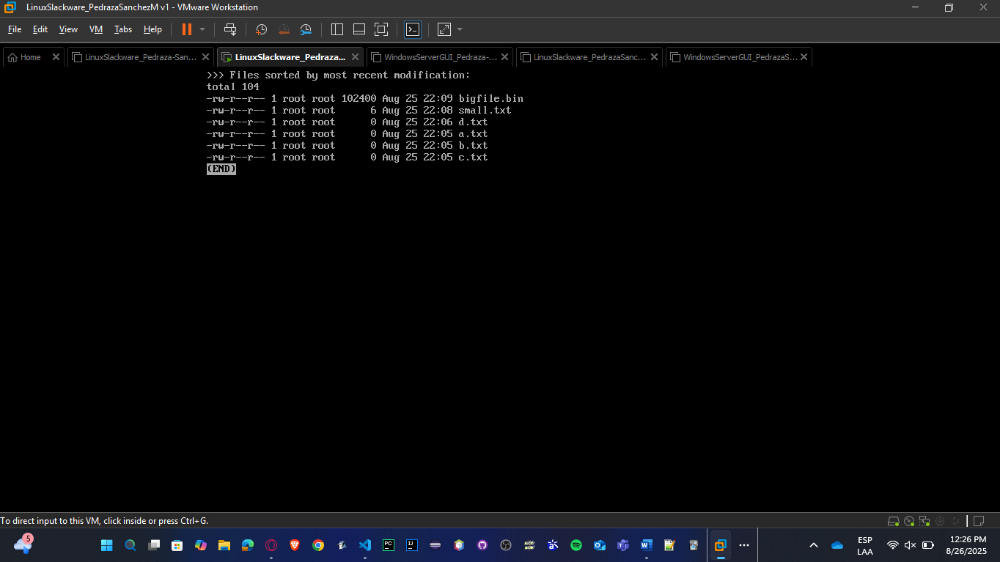 LinuxSlackware_PedrazaSanchezM v1 - VMware Workstation
File Edit View VM Tabs Help
Home LinuxSlackware_Pedraza-San... LinuxSlackware_Pedraza... WindowsServerGUI_Pedraza-... LinuxSlackware_PedrazaSanc... WindowsServerGUI_PedrazaS...
>>> Files sorted by most recent modification:
total 104
-rw-r--r-- 1 root root 102400 Aug 25 22:09 bigfile.bin
-rw-r--r-- 1 root root      6 Aug 25 22:08 small.txt
-rw-r--r-- 1 root root      0 Aug 25 22:06 d.txt
-rw-r--r-- 1 root root      0 Aug 25 22:05 a.txt
-rw-r--r-- 1 root root      0 Aug 25 22:05 b.txt
-rw-r--r-- 1 root root      0 Aug 25 22:05 c.txt
(END)
To direct input to this VM, click inside or press Ctrl+G.
5
PC
IJ
W
ESP
LAA
12:26 PM
8/26/2025